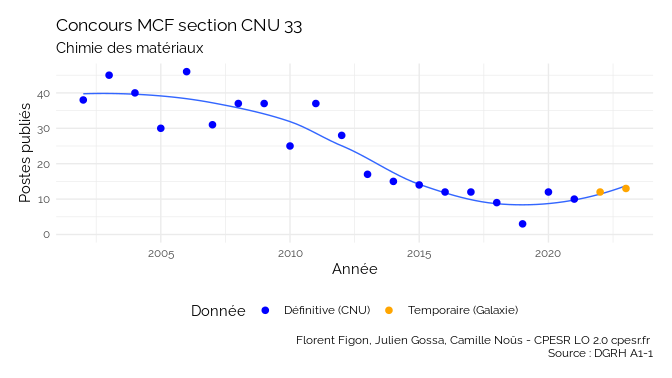 Concours MCF section CNU 33
Chimie des matériaux
Postes publiés
40
30
20
10
0
2005
2010
2015
2020
Année
Donnée
Définitive (CNU)
Temporaire (Galaxie)
Florent Figon, Julien Gossa, Camille Noûs - CPESR LO 2.0 cpesr.fr
Source : DGRH A1-1